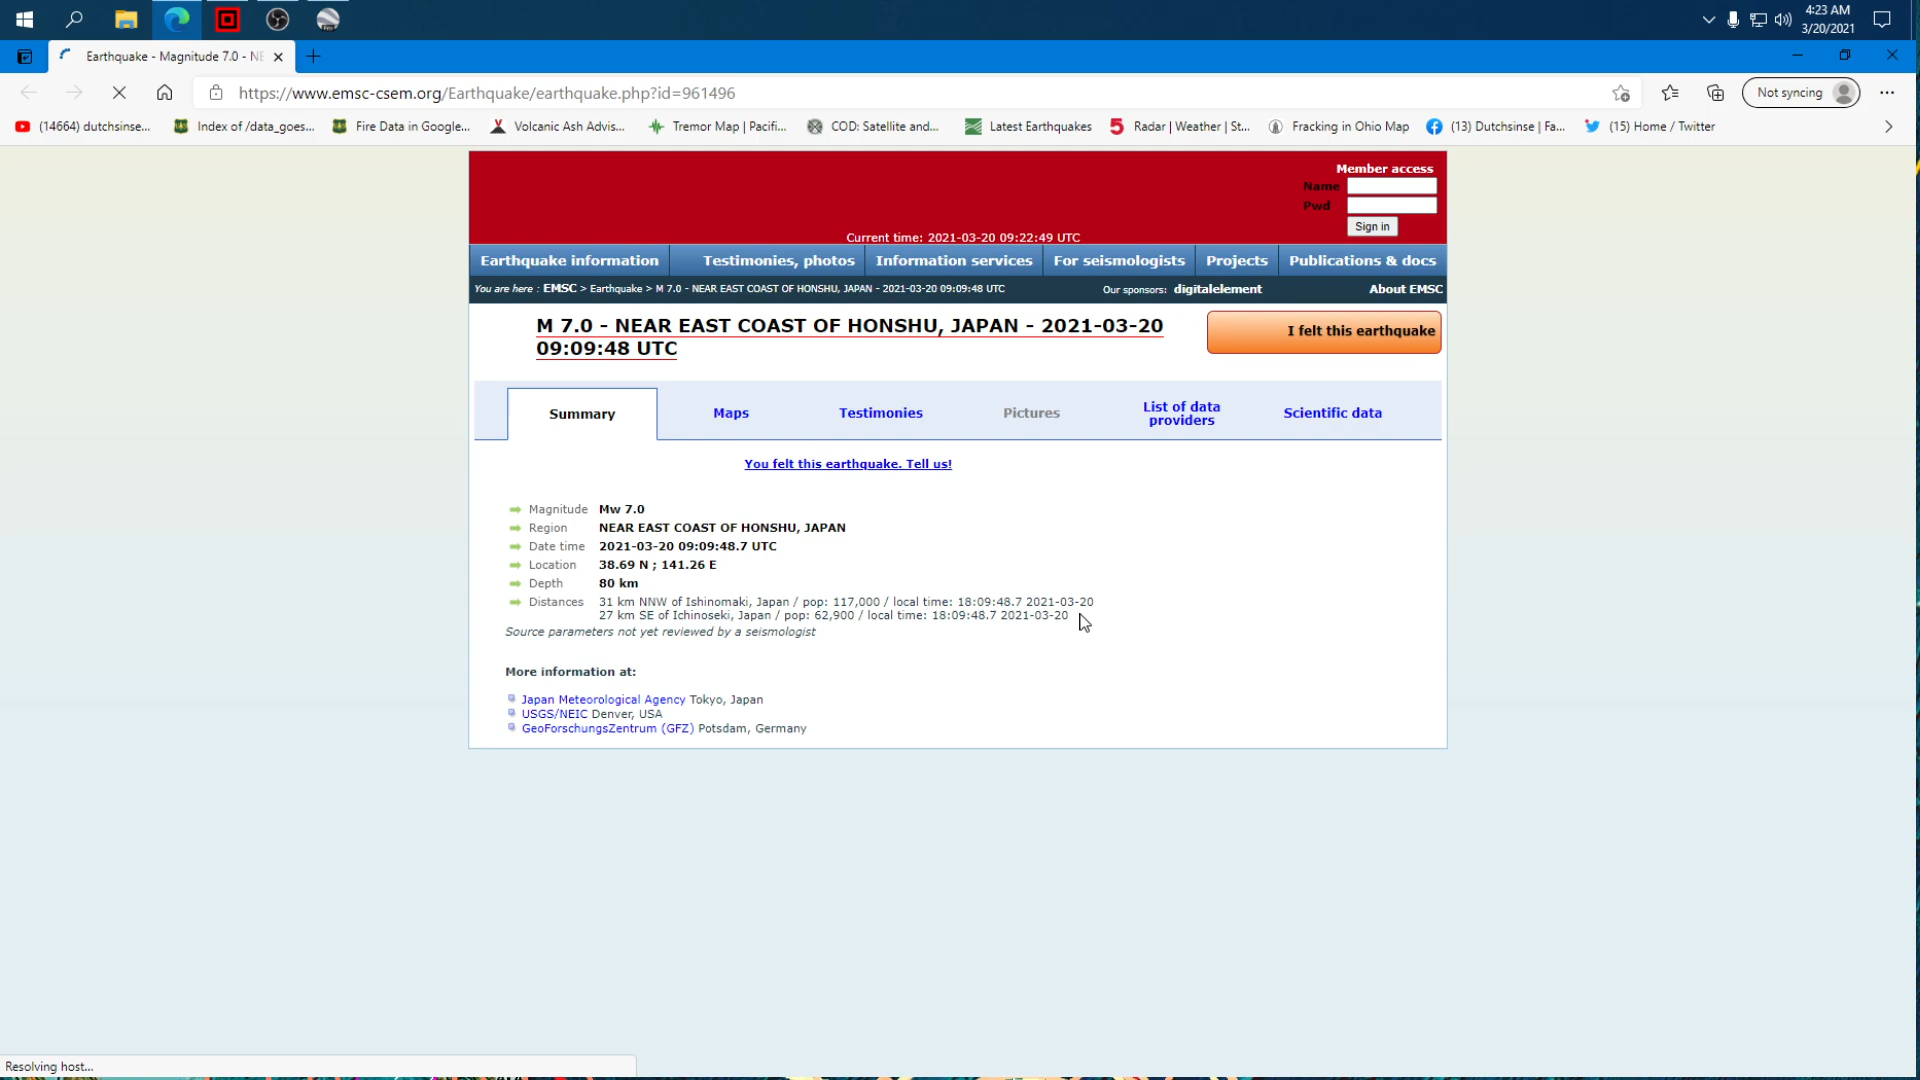 4:23 AM
3/20/2021
Earthquake - Magnitude 7.0 - NE
https://www.emsc-csem.org/Earthquake/earthquake.php?id=961496
Not syncing
(14664) dutchsinse...
Index of /data_goes...
Fire Data in Google...
Volcanic Ash Advis...
Tremor Map | Pacifi...
COD: Satellite and...
Latest Earthquakes
5 Radar | Weather | St...
Fracking in Ohio Map
(13) Dutchsinse | Fa...
(15) Home / Twitter
Member access
Name
Pwd
Sign in
Current time: 2021-03-20 09:22:49 UTC
Earthquake information
Testimonies, photos
Information services
For seismologists
Projects
Publications & docs
You are here : EMSC > Earthquake > M 7.0 - NEAR EAST COAST OF HONSHU, JAPAN - 2021-03-20 09:09:48 UTC
Our sponsors: digitalelement
About EMSC
M 7.0 - NEAR EAST COAST OF HONSHU, JAPAN - 2021-03-20
09:09:48 UTC
I felt this earthquake
Summary
Maps
Testimonies
Pictures
List of data
providers
Scientific data
You felt this earthquake. Tell us!
Magnitude Mw 7.0
Region NEAR EAST COAST OF HONSHU, JAPAN
Date time 2021-03-20 09:09:48.7 UTC
Location 38.69 N ; 141.26 E
Depth 80 km
Distances 31 km NNW of Ishinomaki, Japan / pop: 117,000 / local time: 18:09:48.7 2021-03-20
27 km SE of Ichinoseki, Japan / pop: 62,900 / local time: 18:09:48.7 2021-03-20
Source parameters not yet reviewed by a seismologist
More information at:
Japan Meteorological Agency Tokyo, Japan
USGS/NEIC Denver, USA
GeoForschungsZentrum (GFZ) Potsdam, Germany
Resolving host...